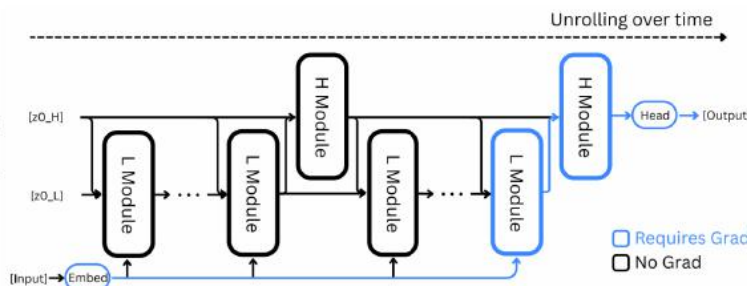 Unrolling over time
H Module
H Module
[z0_H]
Head
[Output]
L Module
L Module
L Module
L Module
[z0_L]
Requires Grad
No Grad
[Input]
Embed